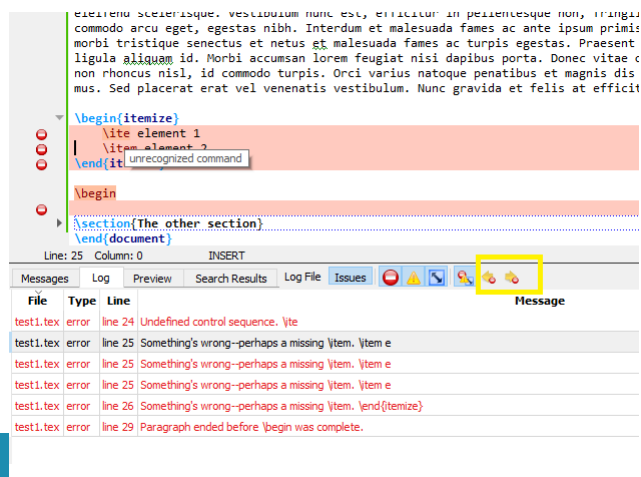 eleifend scelerisque. Vestibulum nunc est, efficitur in pellentesque non, fringil
commodo arcu eget, egestas nibh. Interdum et malesuada fames ac ante ipsum primis
morbi tristique senectus et netus et malesuada fames ac turpis egestas. Praesent
ligula aliquam id. Morbi accumsan lorem feugiat nisi dapibus porta. Donec vitae
non rhoncus nisl, id commodo turpis. Orci varius natoque penatibus et magnis dis
mus. Sed placerat erat vel venenatis vestibulum. Nunc gravida et felis at efficit
\begin{itemize}
\ite element 1
\item element 2
unrecognized command
\end{it
\begin
\section{The other section}
\end{document}
Line: 25 Column: 0 INSERT
Messages Log Preview Search Results Log File Issues
File Type Line Message
test1.tex error line 24 Undefined control sequence. \ite
test1.tex error line 25 Something's wrong--perhaps a missing \item. \item e
test1.tex error line 25 Something's wrong--perhaps a missing \item. \item e
test1.tex error line 25 Something's wrong--perhaps a missing \item. \item e
test1.tex error line 26 Something's wrong--perhaps a missing \item. \end{itemize}
test1.tex error line 29 Paragraph ended before \begin was complete.